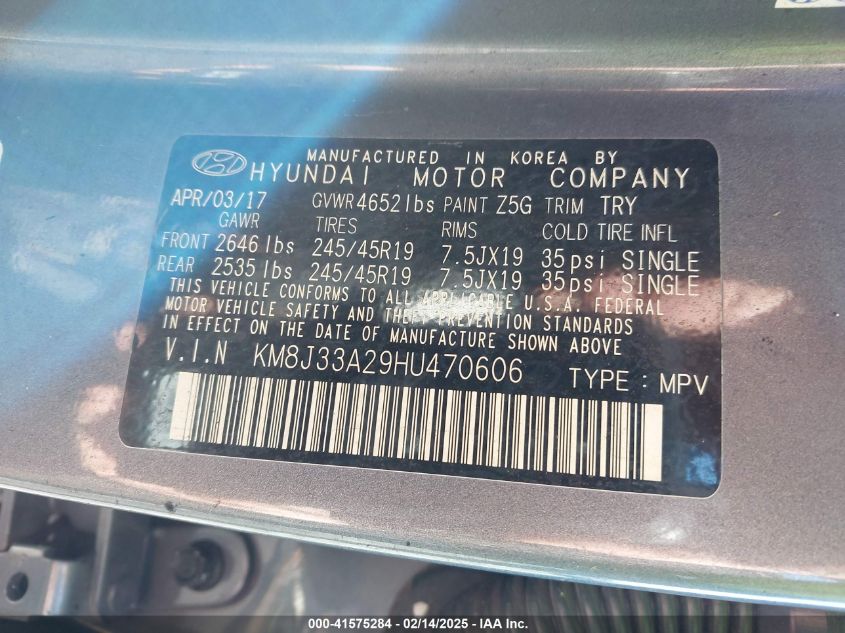 MANUFACTURED IN KOREA BY
HYUNDAI MOTOR COMPANY
APR/03/17 GVWR 4652 lbs PAINT Z5G TRIM TRY
GAWR TIRES RIMS COLD TIRE INFL
FRONT 2646 lbs 245/45R19 7.5JX19 35psi SINGLE
REAR 2535 lbs 245/45R19 7.5JX19 35psi SINGLE
THIS VEHICLE CONFORMS TO ALL APPLICABLE U.S.A. FEDERAL
MOTOR VEHICLE SAFETY AND THEFT PREVENTION STANDARDS
IN EFFECT ON THE DATE OF MANUFACTURE SHOWN ABOVE
V.I.N KM8J33A29HU470606 TYPE : MPV
000-41575284 - 02/14/2025 - IAA Inc.